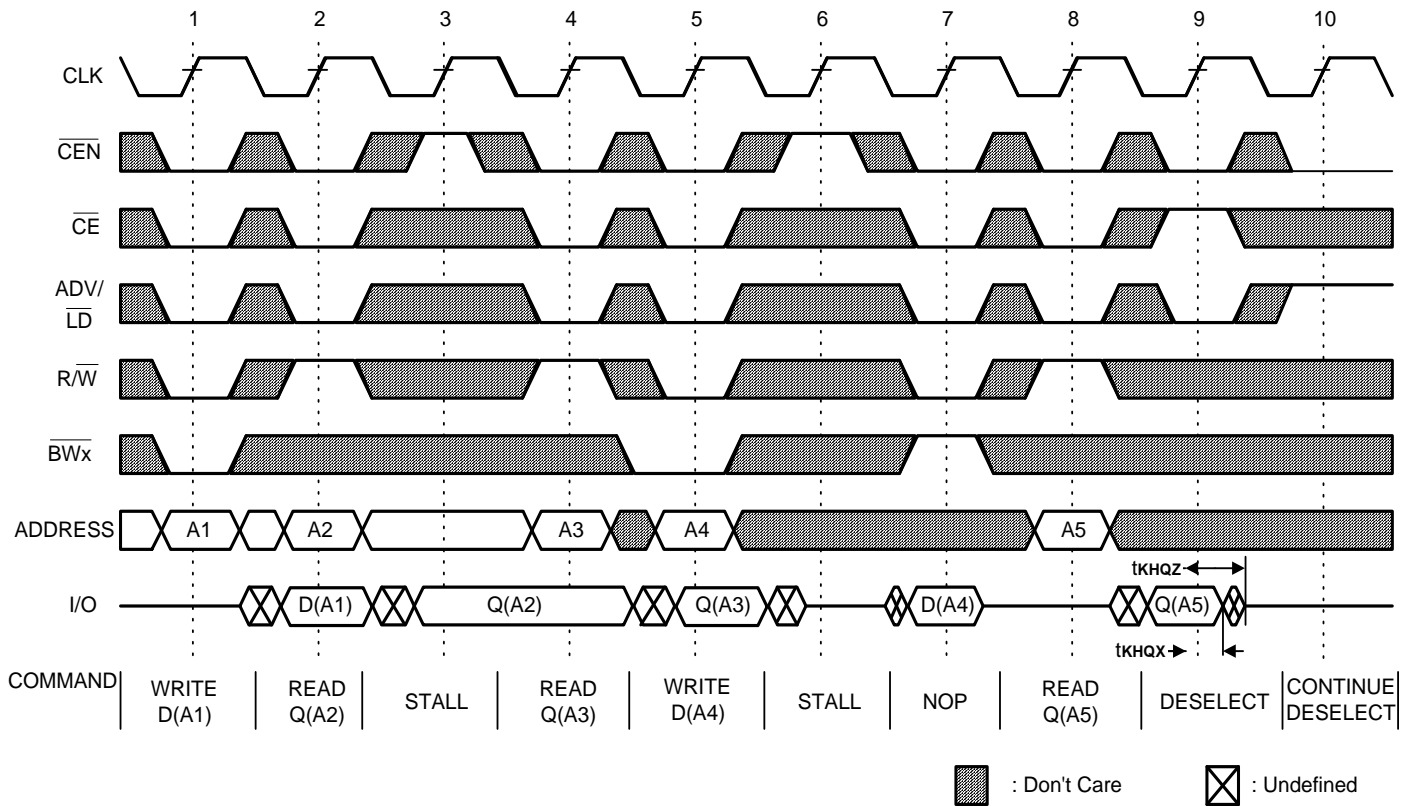 1 2 3 4 5 6 7 8 9 10
CLK
CEN
CE
ADV/
LD
R/W
BWx
ADDRESS A1 A2 A3 A4 A5
tKHQZ
I/O D(A1) Q(A2) Q(A3) D(A4) Q(A5)
tKHQX
COMMAND WRITE D(A1) READ Q(A2) STALL READ Q(A3) WRITE D(A4) STALL NOP READ Q(A5) DESELECT CONTINUE DESELECT
: Don't Care : Undefined